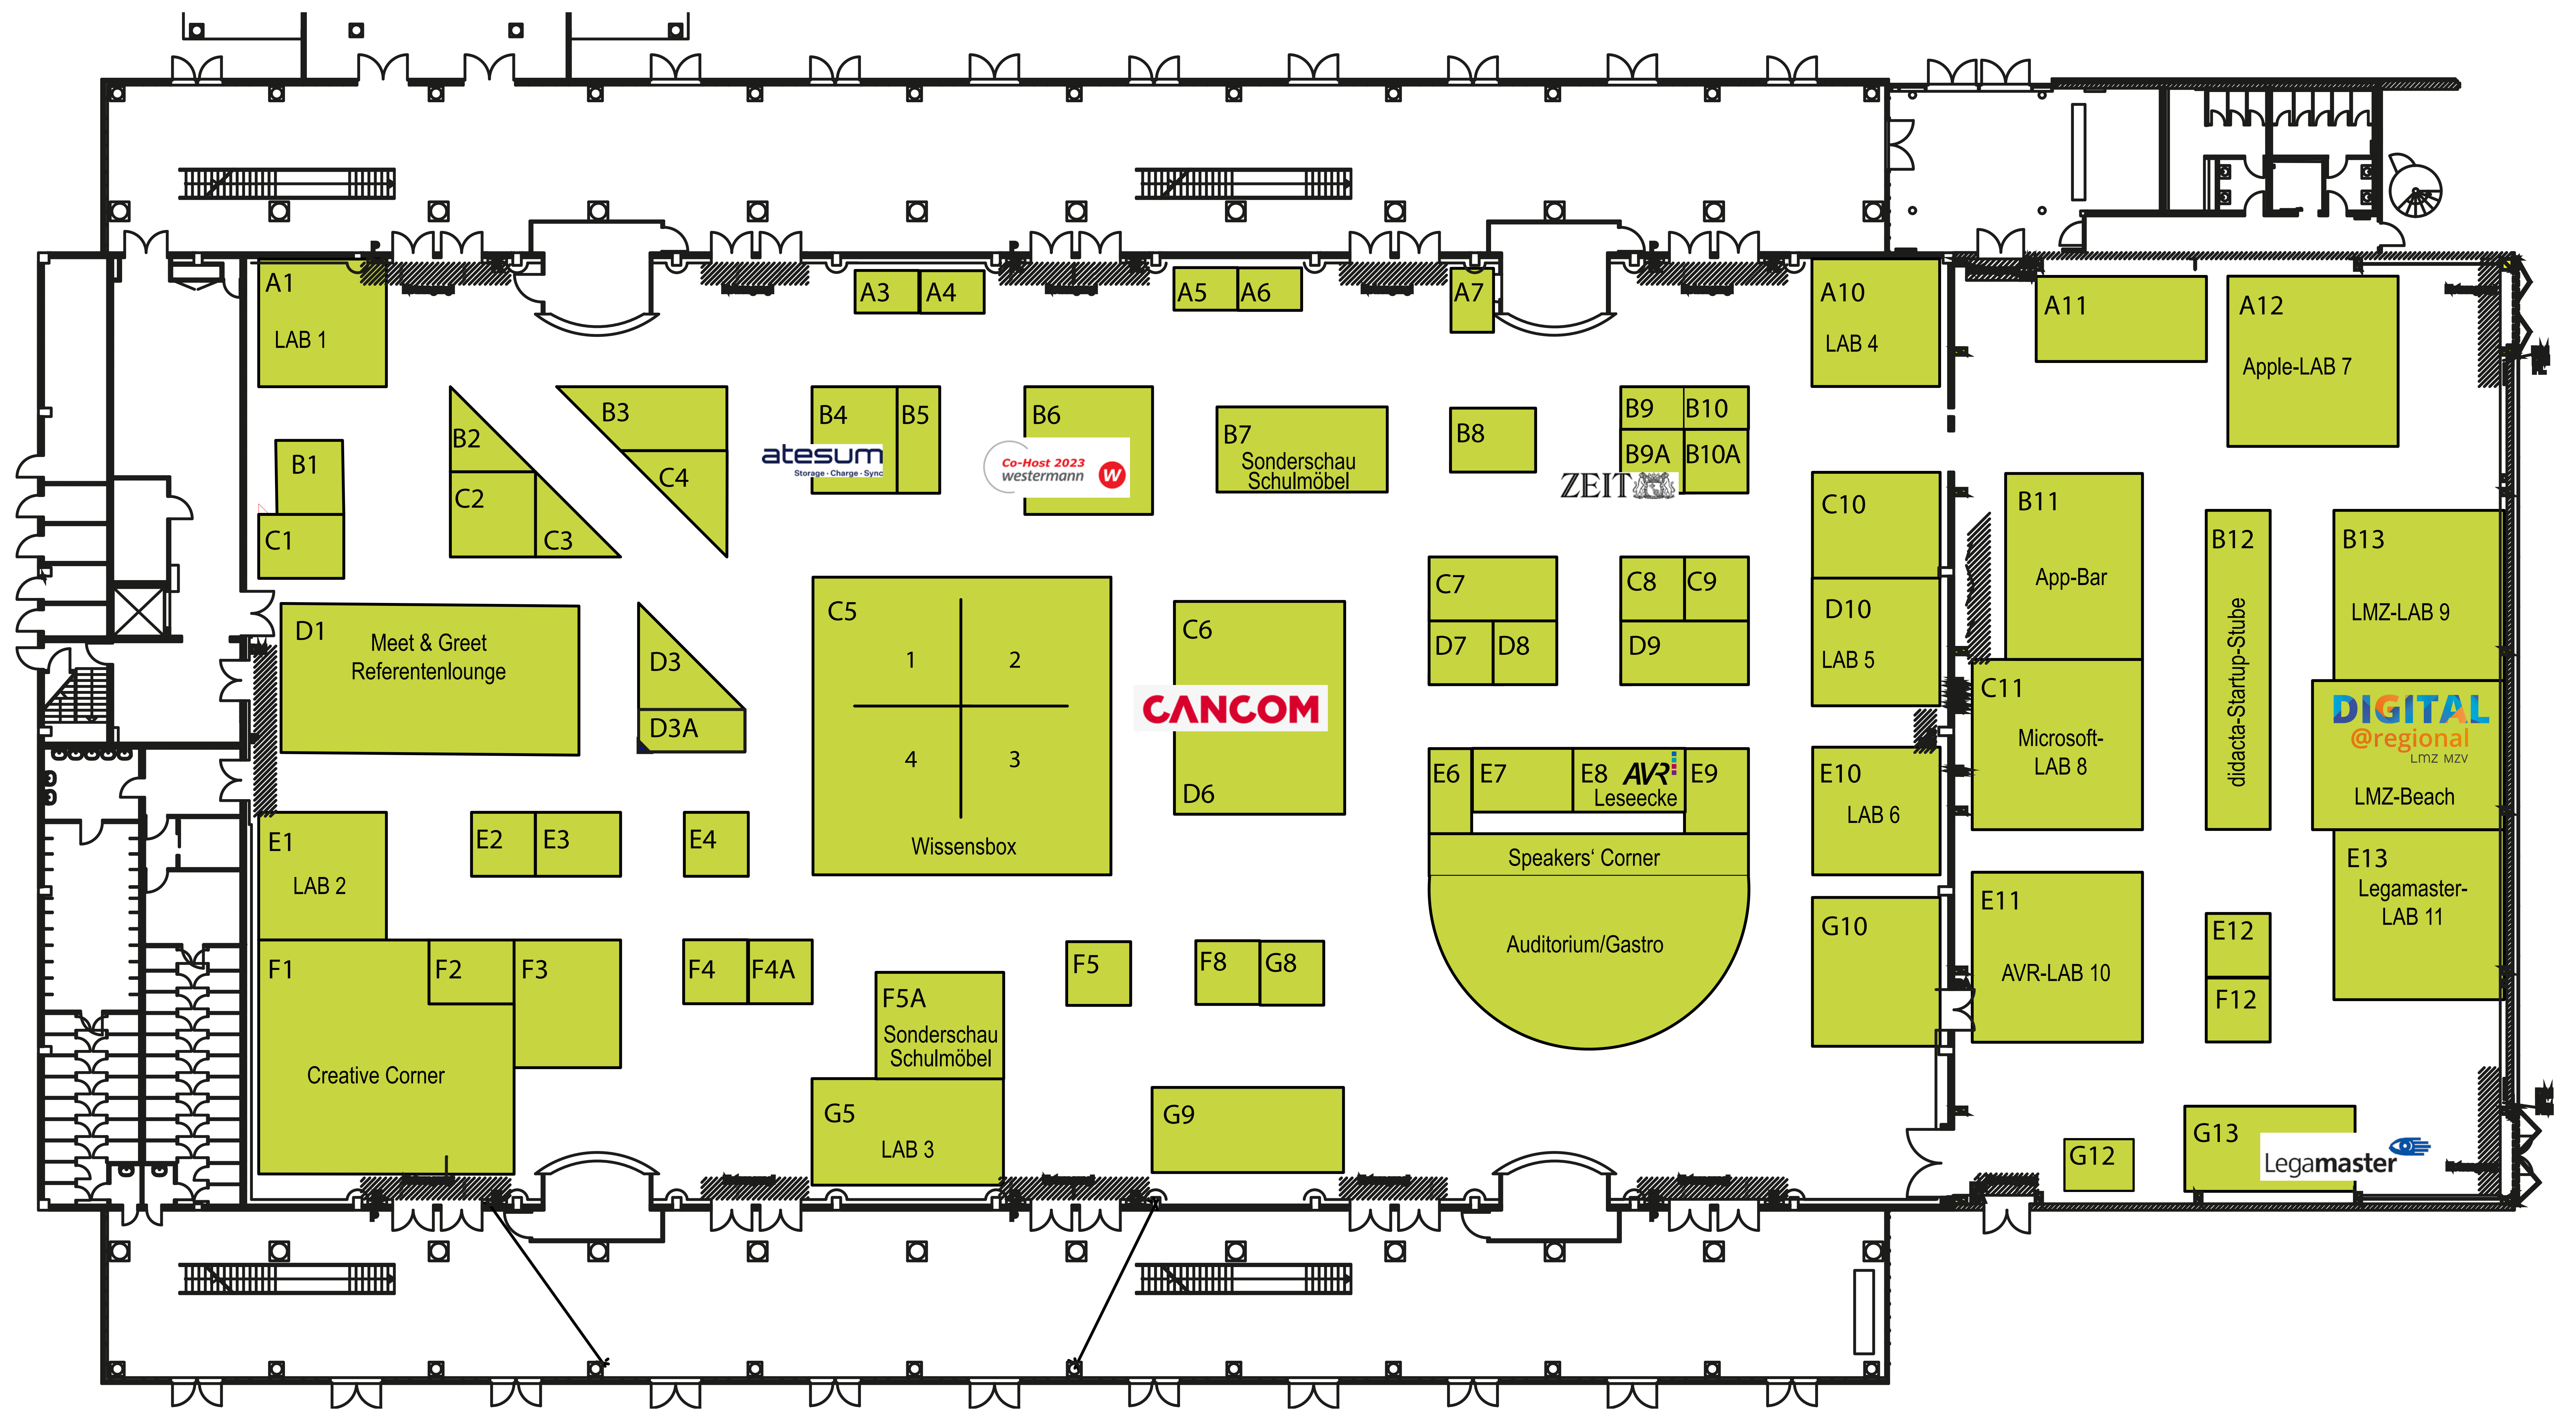 A1
LAB 1
A3
A4
A5
A6
A7
A10
LAB 4
A11
A12
Apple-LAB 7
B1
C1
B2
C2
C3
B3
C4
B4
B5
atesum
Storage · Charge · Sync
B6
Co-Host 2023
westermann
w
B7
Sonderschau
Schulmöbel
B8
B9
B10
B9A
B10A
ZEIT
C10
D10
LAB 5
B11
App-Bar
B12
didacta-Startup-Stube
B13
LMZ-LAB 9
D1
Meet & Greet
Referentenlounge
D3
D3A
C5
1
2
4
3
Wissensbox
C6
CANCOM
D6
C7
D7
D8
C8
C9
D9
C11
Microsoft-
LAB 8
DIGITAL
@regional
LMZ MZV
LMZ-Beach
E1
LAB 2
E2
E3
E4
E6
E7
E8
AVR
Leseecke
E9
Speakers‘ Corner
Auditorium/Gastro
E10
LAB 6
G10
E11
AVR-LAB 10
E12
F12
E13
Legamaster-
LAB 11
F1
Creative Corner
F2
F3
F4
F4A
F5A
Sonderschau
Schulmöbel
F5
F8
G8
G5
LAB 3
G9
G12
G13
Legamaster